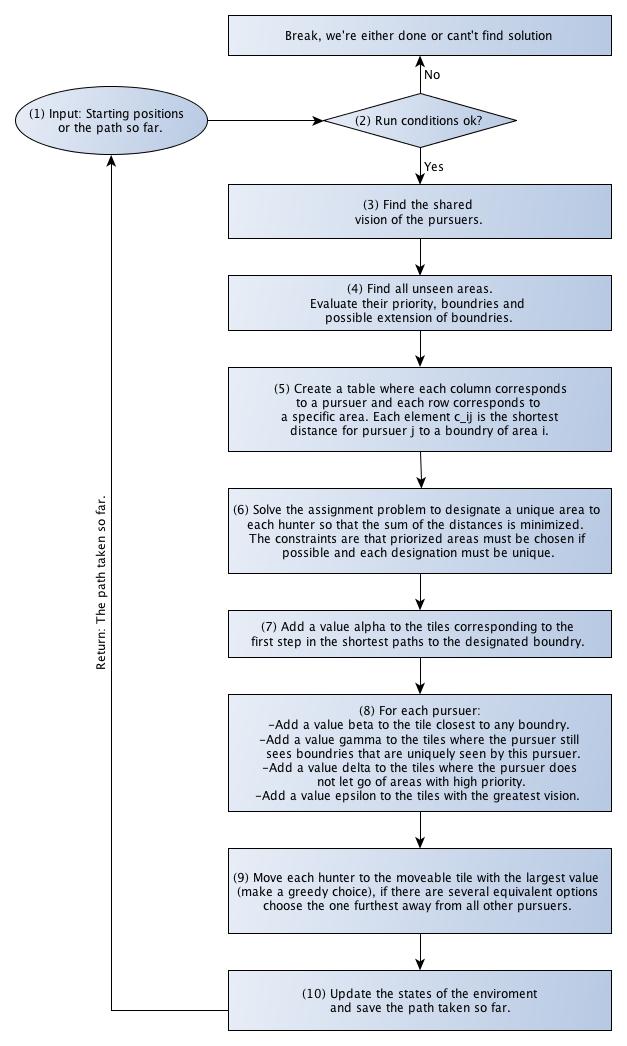 Break, we're either done or cant't find solution
No
(1) Input: Starting positions
or the path so far.
(2) Run conditions ok?
Yes
(3) Find the shared
vision of the pursuers.
(4) Find all unseen areas.
Evaluate their priority, boundries and
possible extension of boundries.
(5) Create a table where each column corresponds
to a pursuer and each row corresponds to
a specific area. Each element c_ij is the shortest
distance for pursuer j to a boundry of area i.
(6) Solve the assignment problem to designate a unique area to
each hunter so that the sum of the distances is minimized.
The constraints are that priorized areas must be chosen if
possible and each designation must be unique.
(7) Add a value alpha to the tiles corresponding to the
first step in the shortest paths to the designated boundry.
(8) For each pursuer:
-Add a value beta to the tile closest to any boundry.
-Add a value gamma to the tiles where the pursuer still
sees boundries that are uniquely seen by this pursuer.
-Add a value delta to the tiles where the pursuer does
not let go of areas with high priority.
-Add a value epsilon to the tiles with the greatest vision.
(9) Move each hunter to the moveable tile with the largest value
(make a greedy choice), if there are several equivalent options
choose the one furthest away from all other pursuers.
(10) Update the states of the enviroment
and save the path taken so far.
Return: The path taken so far.